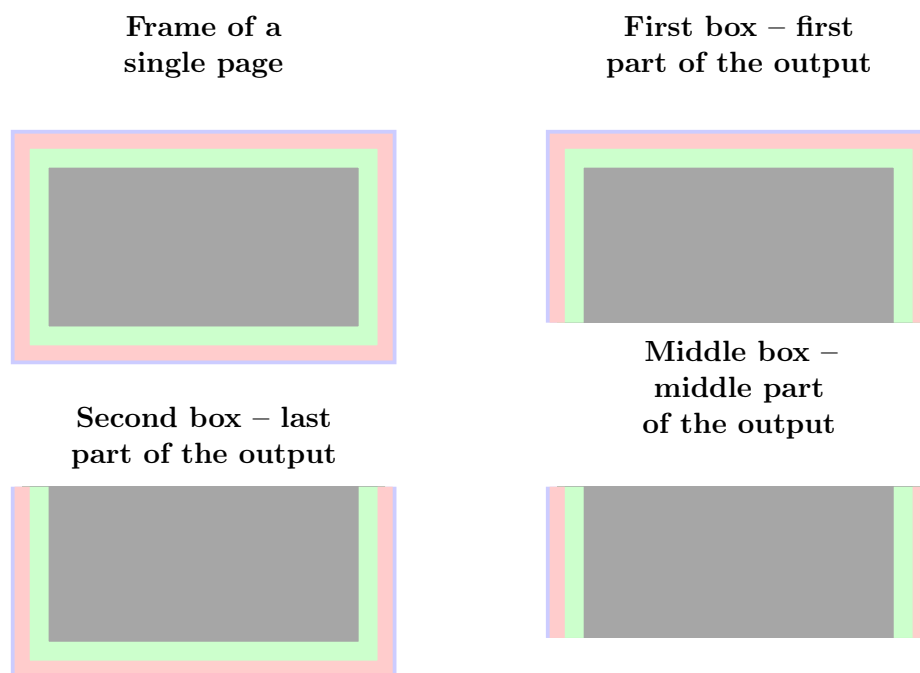 Frame of a
single page
First box – first
part of the output
Second box – last
part of the output
Middle box –
middle part
of the output